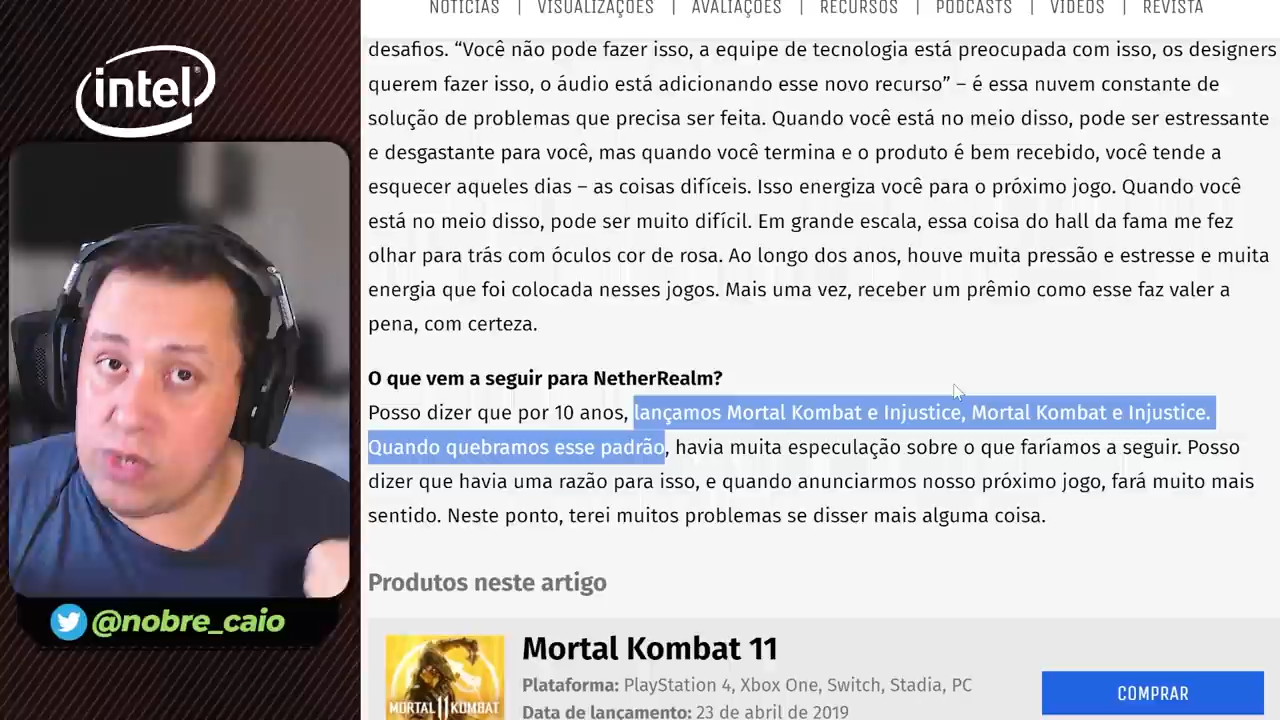 NOTÍCIAS | VISUALIZAÇÕES | AVALIAÇÕES | RECURSOS | PODCASTS | VÍDEOS | REVISTA
intel
desafios. “Você não pode fazer isso, a equipe de tecnologia está preocupada com isso, os designers
querem fazer isso, o áudio está adicionando esse novo recurso” – é essa nuvem constante de
solução de problemas que precisa ser feita. Quando você está no meio disso, pode ser estressante
e desgastante para você, mas quando você termina e o produto é bem recebido, você tende a
esquecer aqueles dias – as coisas difíceis. Isso energiza você para o próximo jogo. Quando você
está no meio disso, pode ser muito difícil. Em grande escala, essa coisa do hall da fama me fez
olhar para trás com óculos cor de rosa. Ao longo dos anos, houve muita pressão e estresse e muita
energia que foi colocada nesses jogos. Mais uma vez, receber um prêmio como esse faz valer a
pena, com certeza.
O que vem a seguir para NetherRealm?
Posso dizer que por 10 anos, lançamos Mortal Kombat e Injustice, Mortal Kombat e Injustice.
Quando quebramos esse padrão, havia muita especulação sobre o que faríamos a seguir. Posso
dizer que havia uma razão para isso, e quando anunciarmos nosso próximo jogo, fará muito mais
sentido. Neste ponto, terei muitos problemas se disser mais alguma coisa.
@nobre_caio
Produtos neste artigo
Mortal Kombat 11
Plataforma: PlayStation 4, Xbox One, Switch, Stadia, PC
Data de lançamento: 23 de abril de 2019
COMPRAR
MORTAL 11 KOMBAT